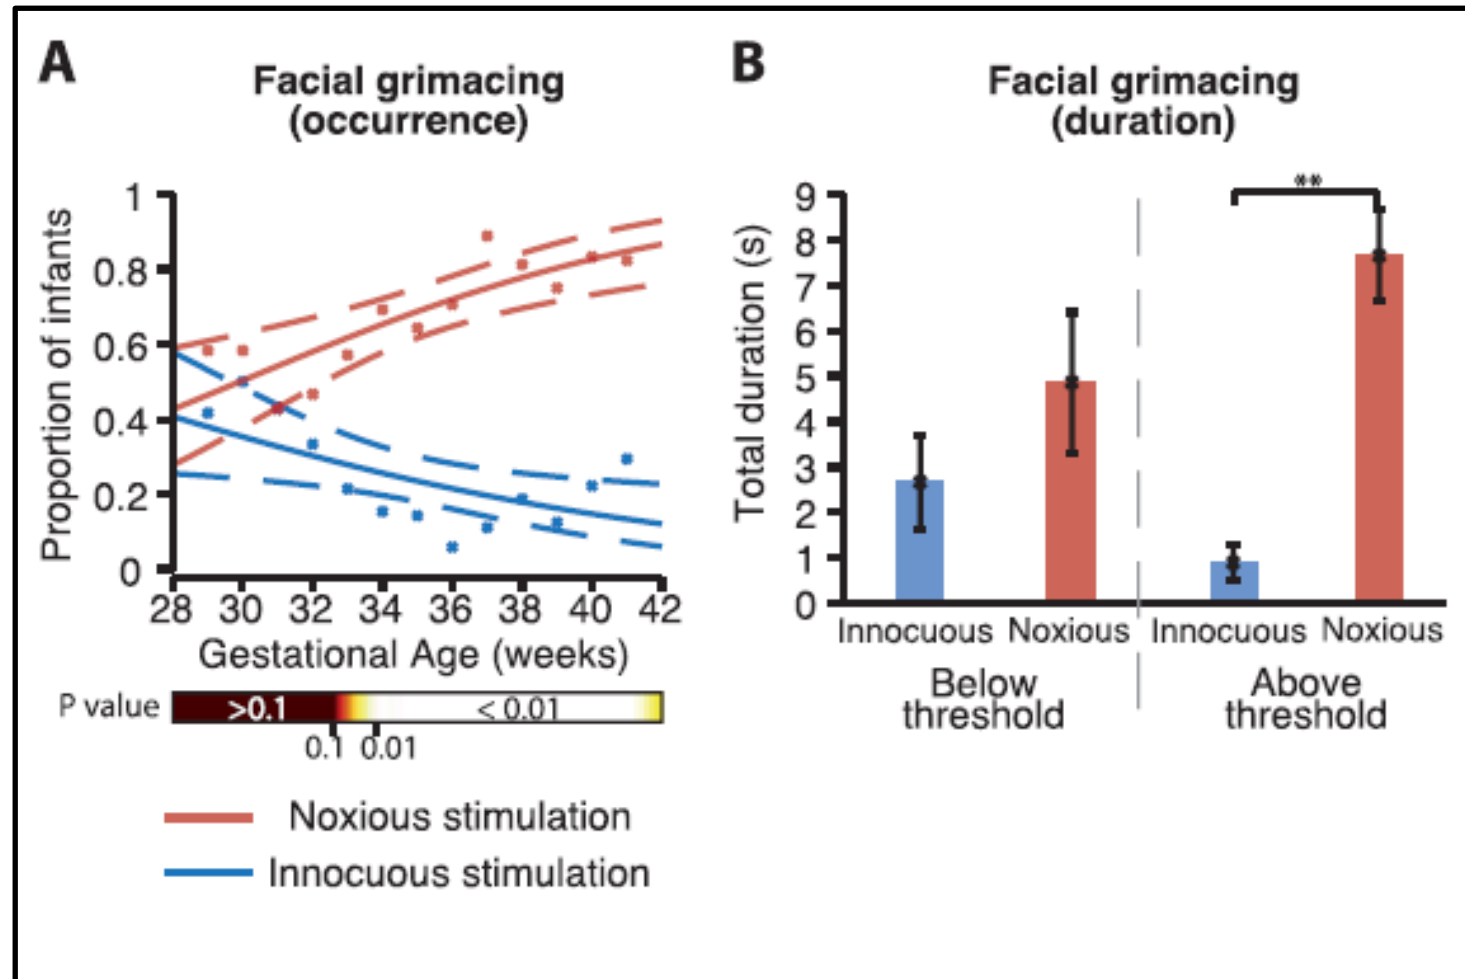 A
Facial grimacing
(occurrence)
Proportion of infants
1
0.8
0.6
0.4
0.2
0
28 30 32 34 36 38 40 42
Gestational Age (weeks)
P value >0.1 < 0.01
0.1 0.01
Noxious stimulation
Innocuous stimulation
B
Facial grimacing
(duration)
Total duration (s)
9
8
7
6
5
4
3
2
1
0
**
Innocuous Noxious Innocuous Noxious
Below
threshold
Above
threshold